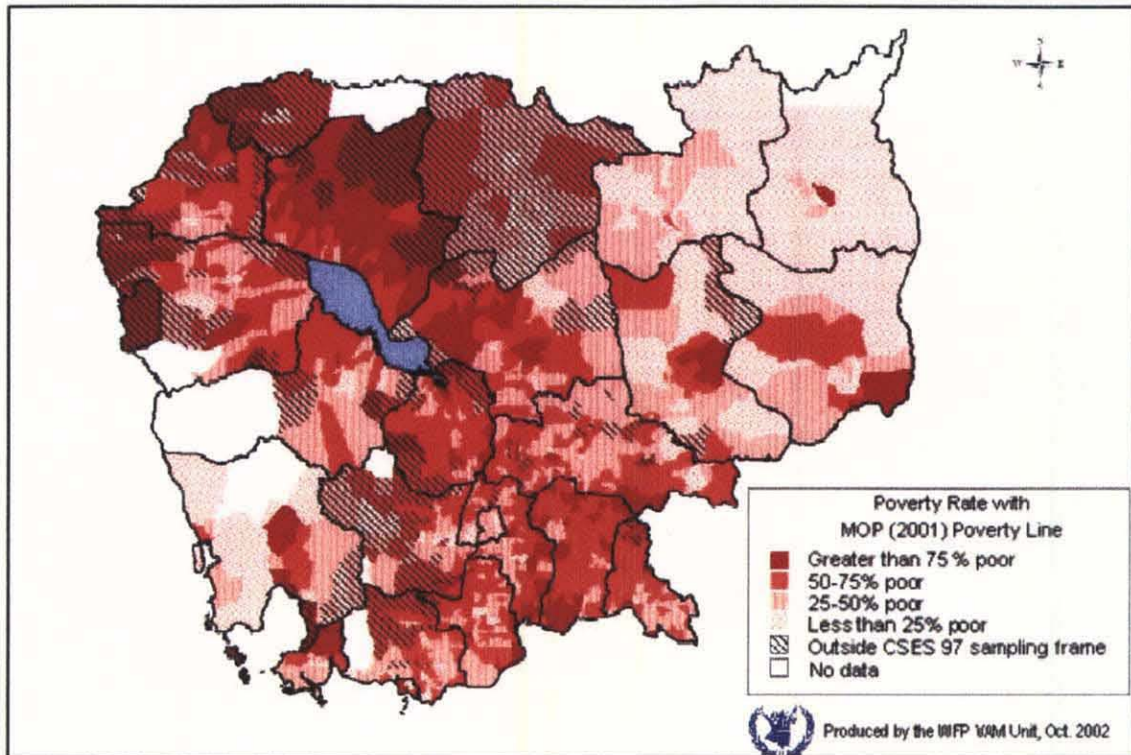 N
W E
S
Poverty Rate with
MOP (2001) Poverty Line
Greater than 75 % poor
50-75% poor
25-50% poor
Less than 25% poor
Outside CSES 97 sampling frame
No data
Produced by the WFP VAM Unit, Oct. 2002